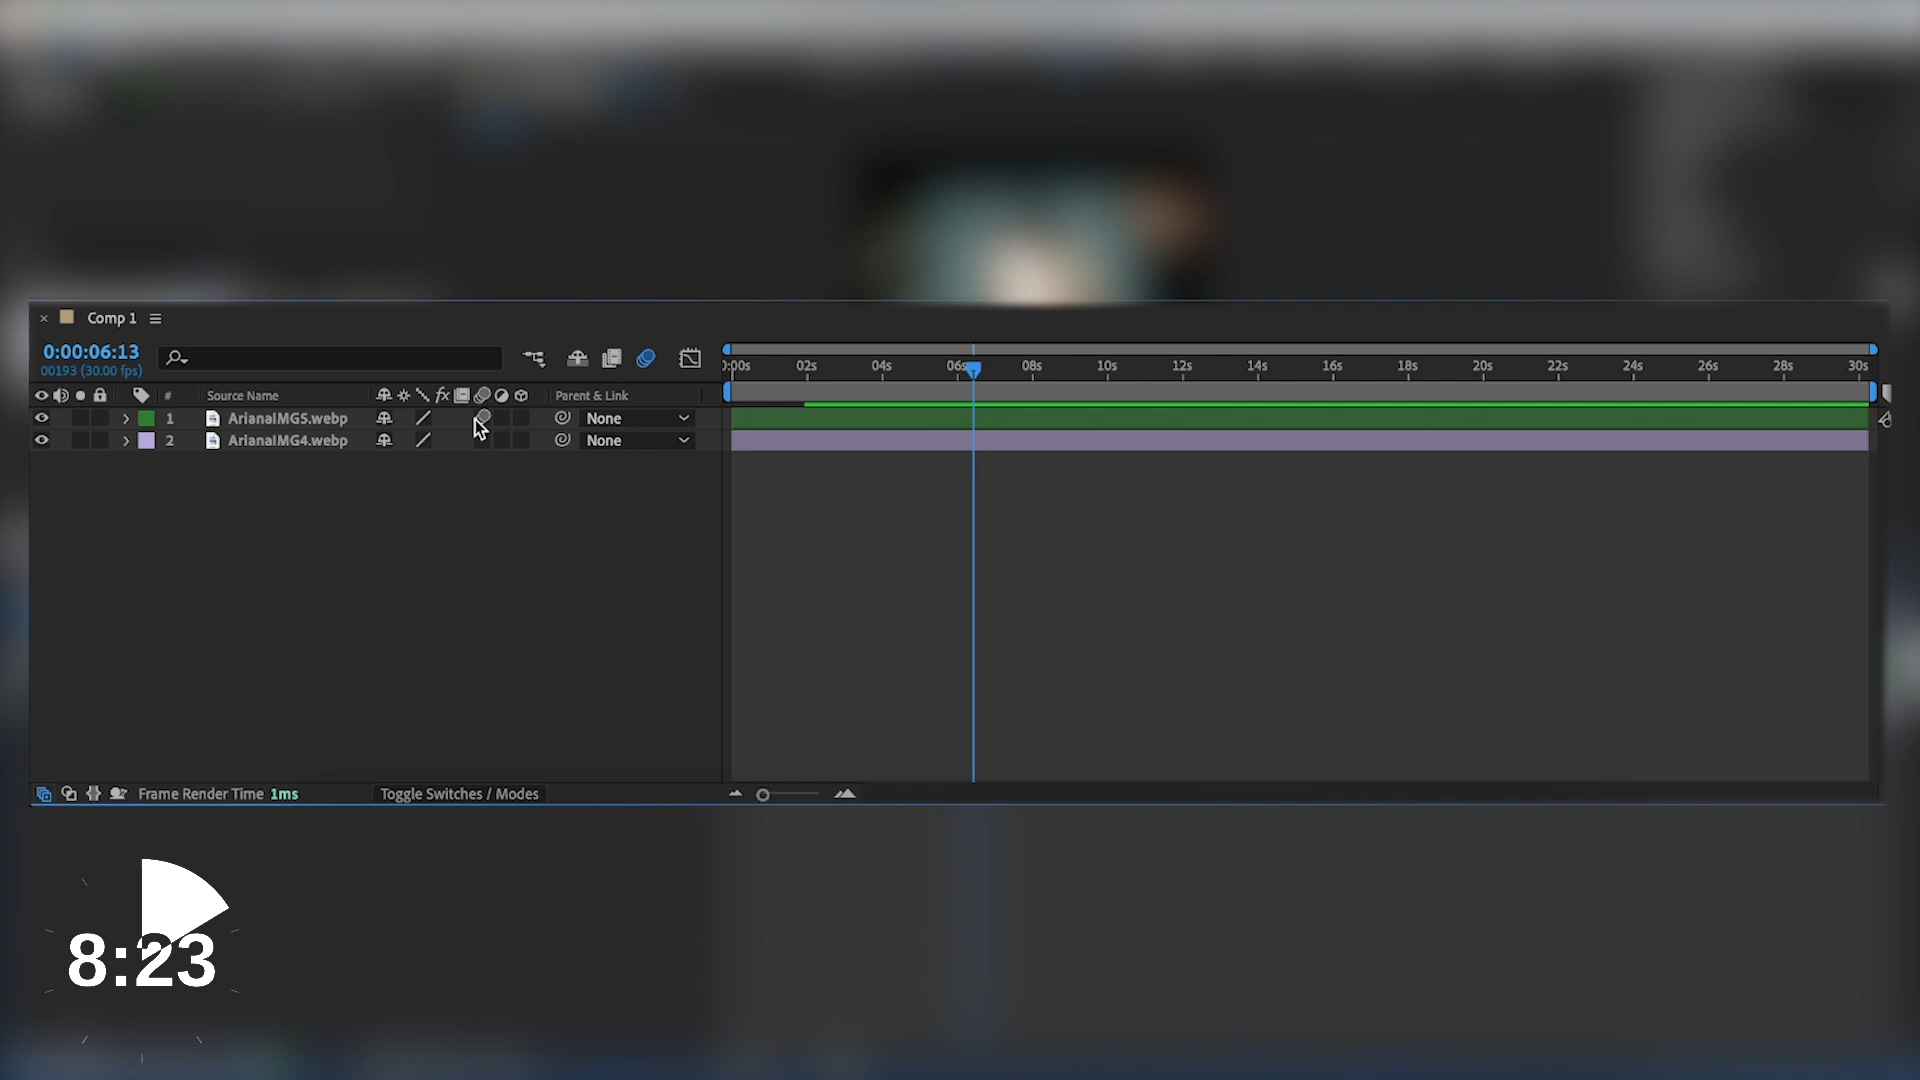 × Comp 1
0:00:06:13
00193 (30.00 fps)
0:00s 02s 04s 06s 08s 10s 12s 14s 16s 18s 20s 22s 24s 26s 28s 30s
# Source Name fx Parent & Link
1 ArianaIMG5.webp None
2 ArianaIMG4.webp None
Frame Render Time 1ms Toggle Switches / Modes
8:23